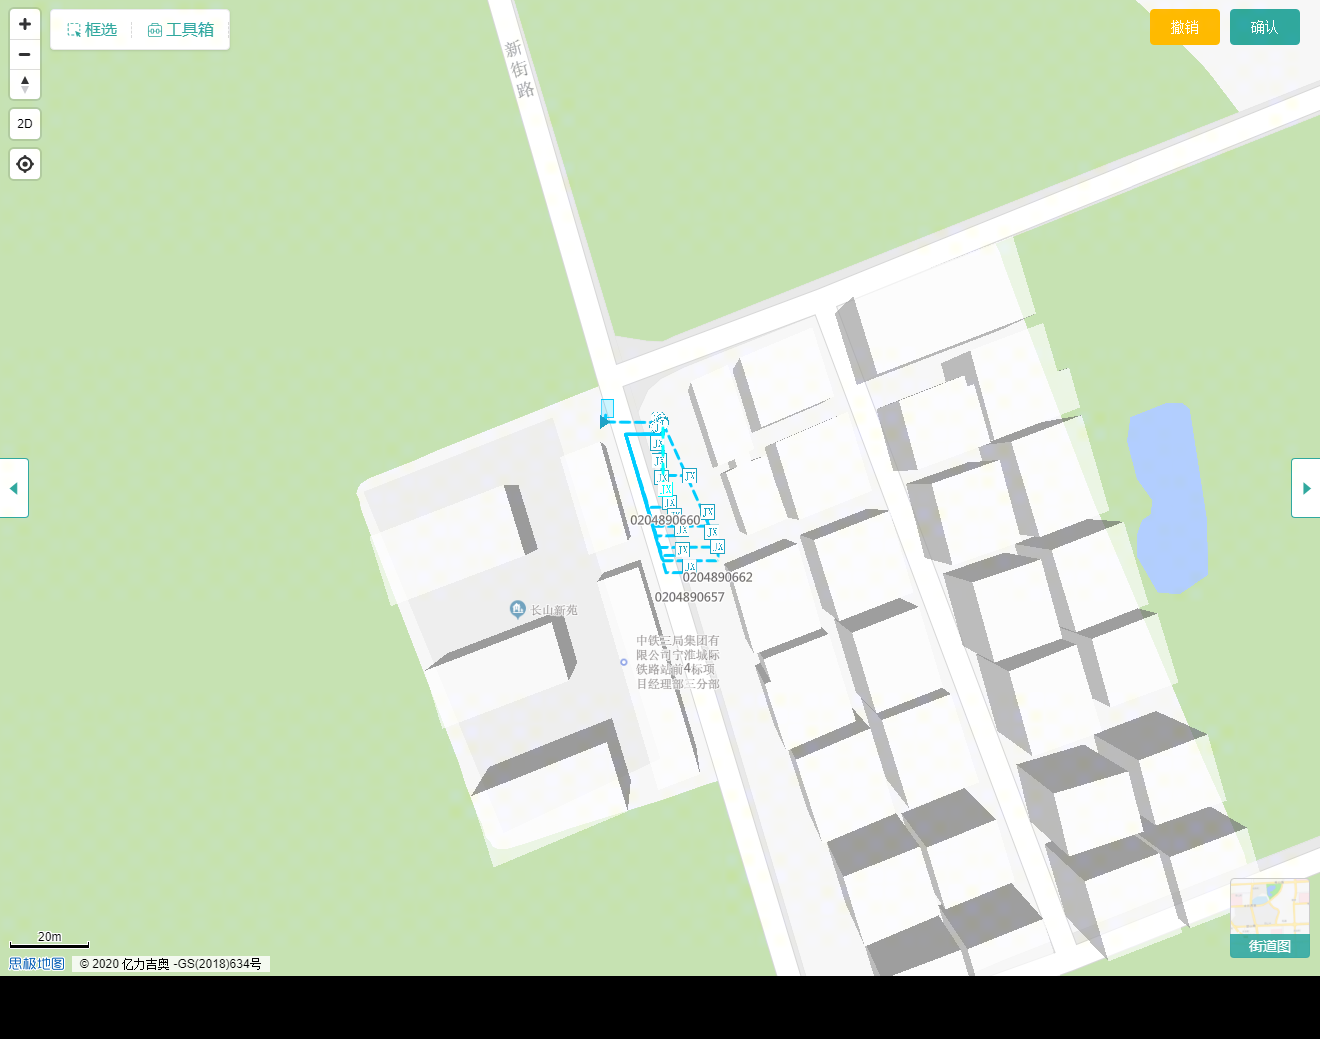 框选
工具箱
撤销
确认
2D
新街路
JX
JX
JX
JX
JX
JX
JX
JX
0204890660
JX
JX
JX
JX
JX
0204890662
0204890657
长山新苑
中铁三局集团有
限公司宁淮城际
铁路站前4标项
目经理部三分部
20m
思极地图
© 2020 亿力吉奥 -GS(2018)634号
街道图